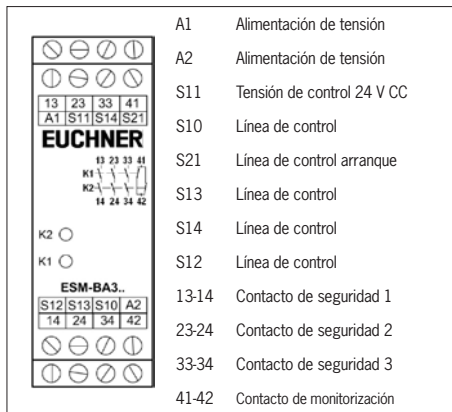 13 23 33 41
A1 S11 S14 S21
EUCHNER
13 23 33 41
K1
K2
14 24 34 42
K2
K1
ESM-BA3..
S12 S13 S10 A2
14 24 34 42
A1 Alimentación de tensión
A2 Alimentación de tensión
S11 Tensión de control 24 V CC
S10 Línea de control
S21 Línea de control arranque
S13 Línea de control
S14 Línea de control
S12 Línea de control
13-14 Contacto de seguridad 1
23-24 Contacto de seguridad 2
33-34 Contacto de seguridad 3
41-42 Contacto de monitorización